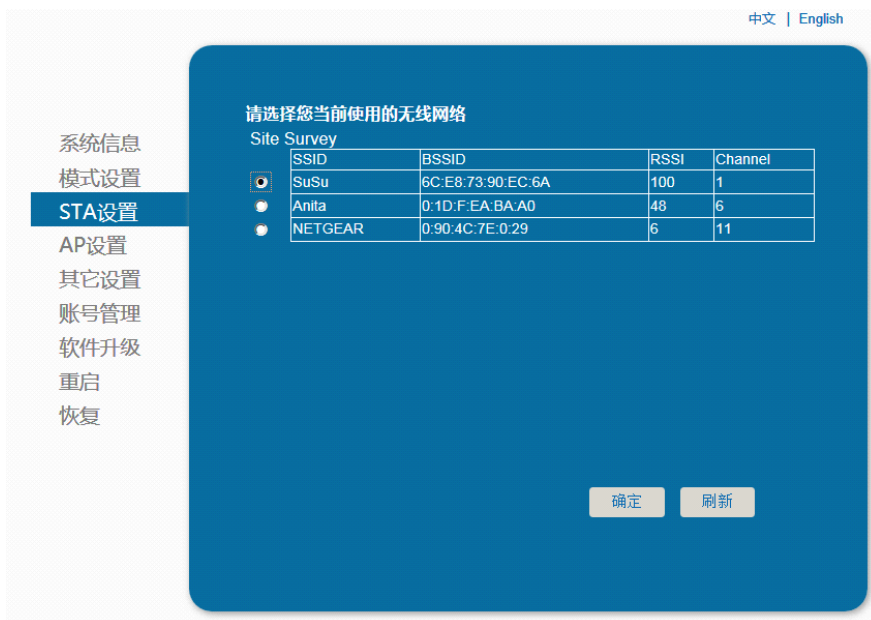 中文 | English
系统信息
模式设置
STA设置
AP设置
其它设置
账号管理
软件升级
重启
恢复
请选择您当前使用的无线网络
Site Survey
SSID BSSID RSSI Channel
SuSu 6C:E8:73:90:EC:6A 100 1
Anita 0:1D:F:EA:BA:A0 48 6
NETGEAR 0:90:4C:7E:0:29 6 11
确定 刷新